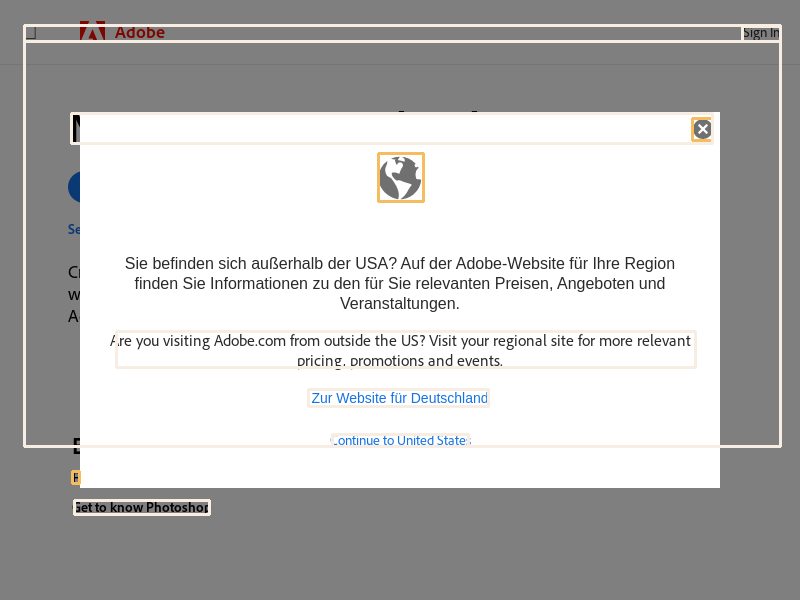 Adobe
Sign In
Sie befinden sich außerhalb der USA? Auf der Adobe-Website für Ihre Region
finden Sie Informationen zu den für Sie relevanten Preisen, Angeboten und
Veranstaltungen.
Are you visiting Adobe.com from outside the US? Visit your regional site for more relevant
pricing, promotions and events.
Zur Website für Deutschland
Continue to United States
Get to know Photoshop